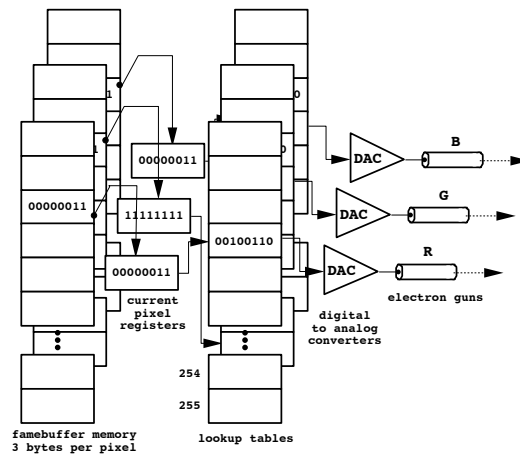 1
0
B
00000011
DAC
1
0
00000011
11111111
G
DAC
00100110
R
00000011
DAC
current
pixel
registers
electron guns
digital
to analog
converters
254
255
famebuffer memory
3 bytes per pixel
lookup tables